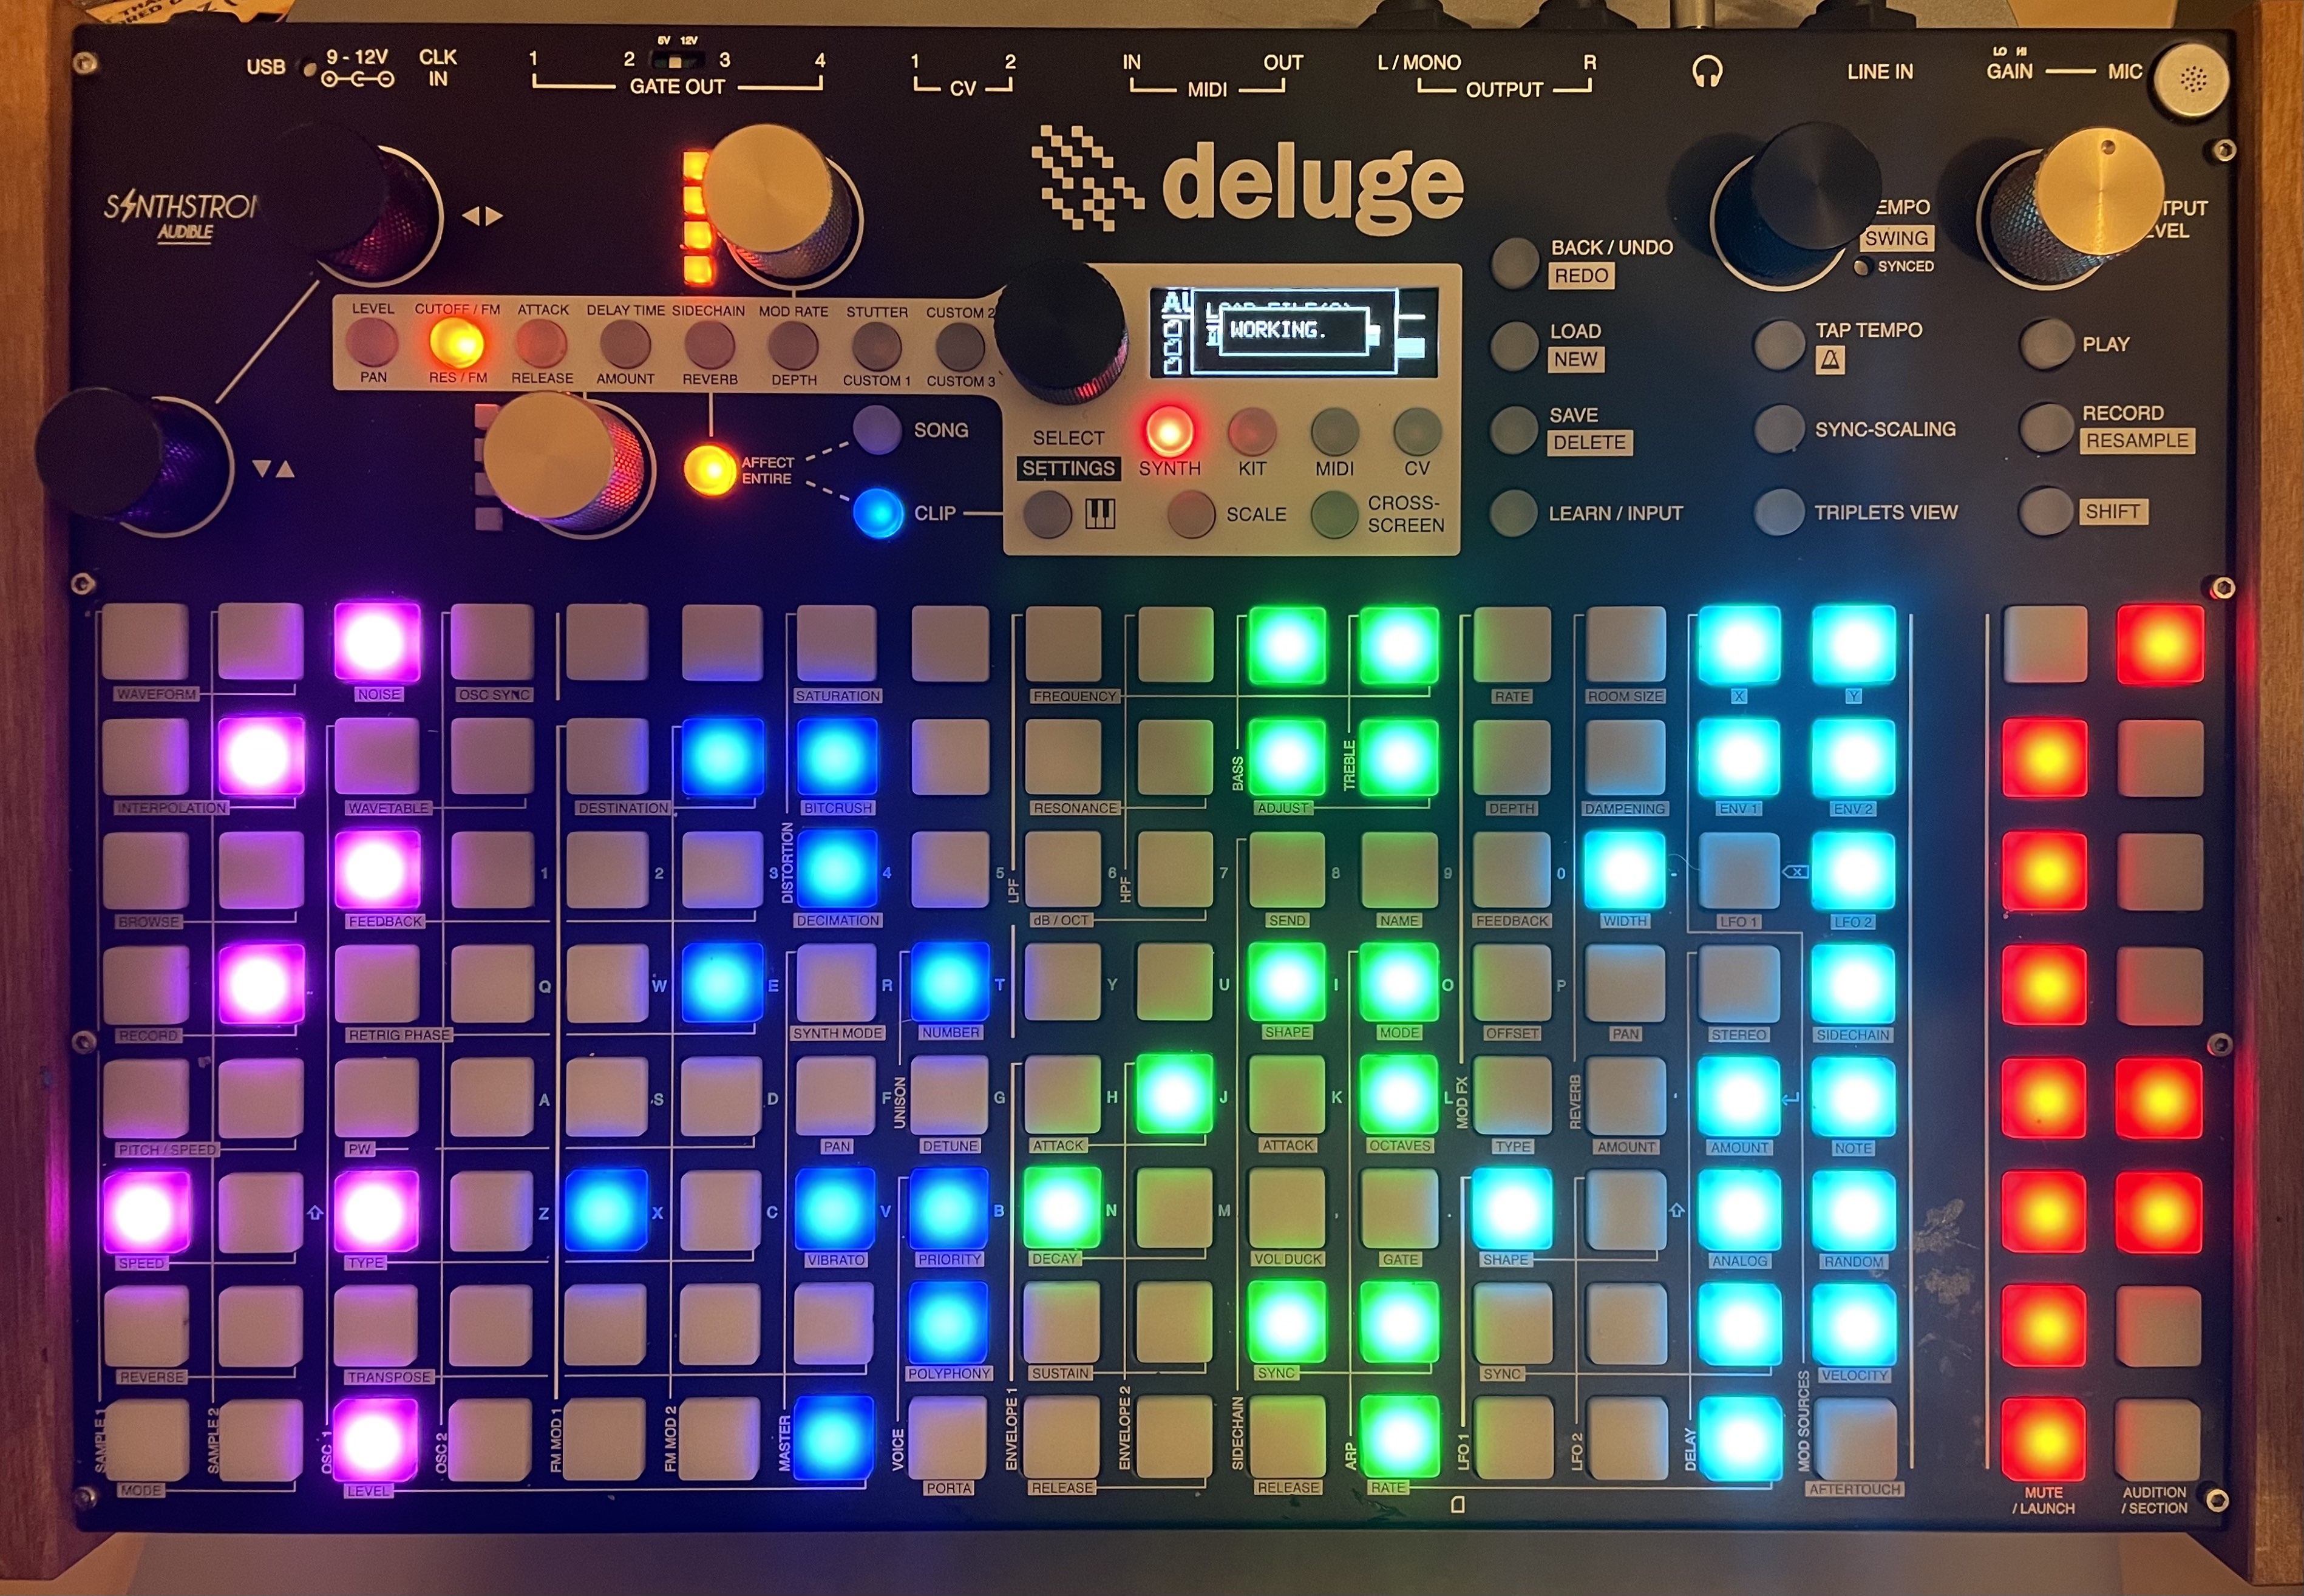 USB
9 - 12V
CLK IN
1 2 3 4
5V 12V
GATE OUT
1 2
CV
IN OUT
MIDI
L / MONO R
OUTPUT
LINE IN
LO HI
GAIN
MIC
AUDIBLE
deluge
TEMPO
SWING
SYNCED
BACK / UNDO
REDO
LEVEL CUTOFF / FM ATTACK DELAY TIME SIDECHAIN MOD RATE STUTTER CUSTOM 2
PAN RES / FM RELEASE AMOUNT REVERB DEPTH CUSTOM 1 CUSTOM 3
WORKING.
LOAD
NEW
TAP TEMPO
PLAY
AFFECT
ENTIRE
SONG
CLIP
SELECT
SETTINGS
SYNTH KIT MIDI CV
SCALE
CROSS-
SCREEN
SAVE
DELETE
SYNC-SCALING
RECORD
RESAMPLE
LEARN / INPUT
TRIPLETS VIEW
SHIFT
WAVEFORM NOISE OSC SYNC SATURATION FREQUENCY RATE ROOM SIZE X Y
BASS TREBLE
INTERPOLATION WAVETABLE DESTINATION BITCRUSH RESONANCE ADJUST DEPTH DAMPENING ENV 1 ENV 2
1 2 3 4 5 6 7 8 9 0 -
DISTORTION LPF HPF
BROWSE FEEDBACK DECIMATION dB / OCT SEND NAME FEEDBACK WIDTH LFO 1 LFO 2
Q W E R T Y U I O P
RECORD RETRIG PHASE SYNTH MODE NUMBER SHAPE MODE OFFSET PAN STEREO SIDECHAIN
A S D F G H J K L '
UNISON MOD FX REVERB
PITCH / SPEED PW PAN DETUNE ATTACK ATTACK OCTAVES TYPE AMOUNT AMOUNT NOTE
Z X C V B N M , .
SPEED TYPE VIBRATO PRIORITY DECAY VOL DUCK GATE SHAPE ANALOG RANDOM
REVERSE TRANSPOSE POLYPHONY SUSTAIN SYNC SYNC VELOCITY
SAMPLE 1 SAMPLE 2 OSC 1 OSC 2 FM MOD 1 FM MOD 2 MASTER VOICE ENVELOPE 1 ENVELOPE 2 SIDECHAIN ARP LFO 1 LFO 2 DELAY MOD SOURCES
MODE LEVEL PORTA RELEASE RELEASE RATE AFTERTOUCH
MUTE
/ LAUNCH
AUDITION
/ SECTION